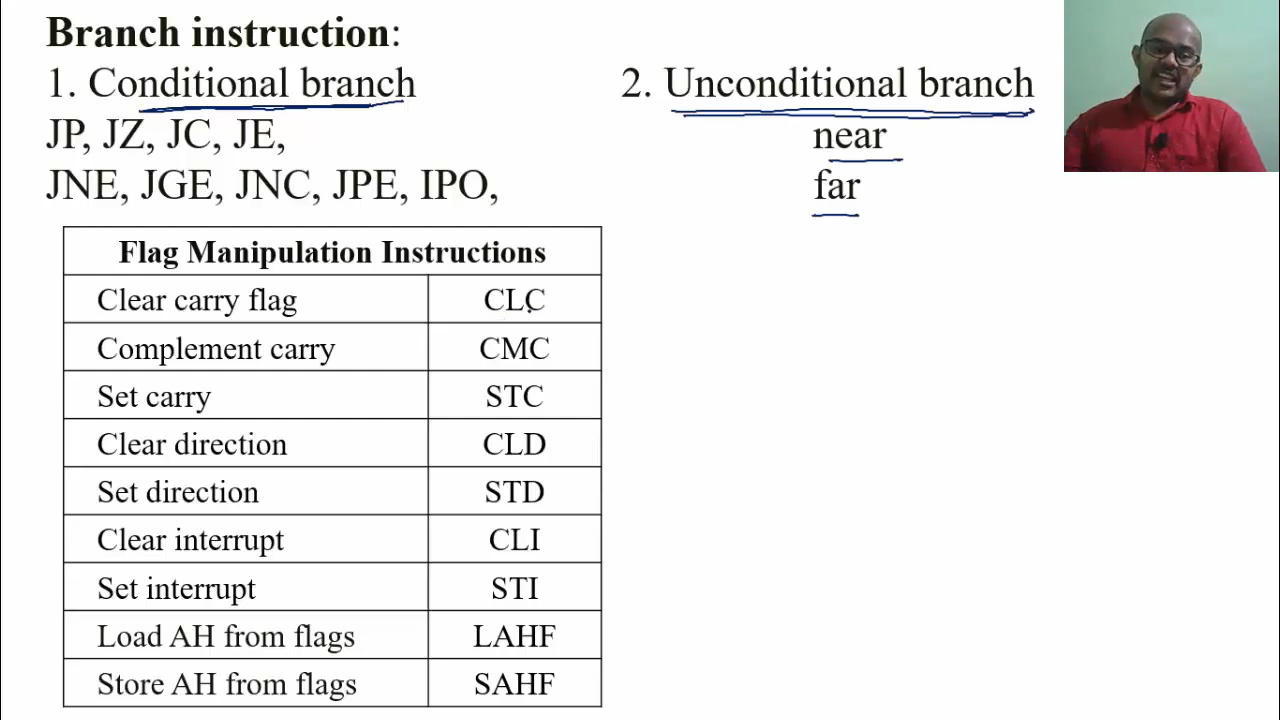 Branch instruction:
1. Conditional branch
JP, JZ, JC, JE,
JNE, JGE, JNC, JPE, IPO,
2. Unconditional branch
near
far
Flag Manipulation Instructions
Clear carry flag CLC
Complement carry CMC
Set carry STC
Clear direction CLD
Set direction STD
Clear interrupt CLI
Set interrupt STI
Load AH from flags LAHF
Store AH from flags SAHF